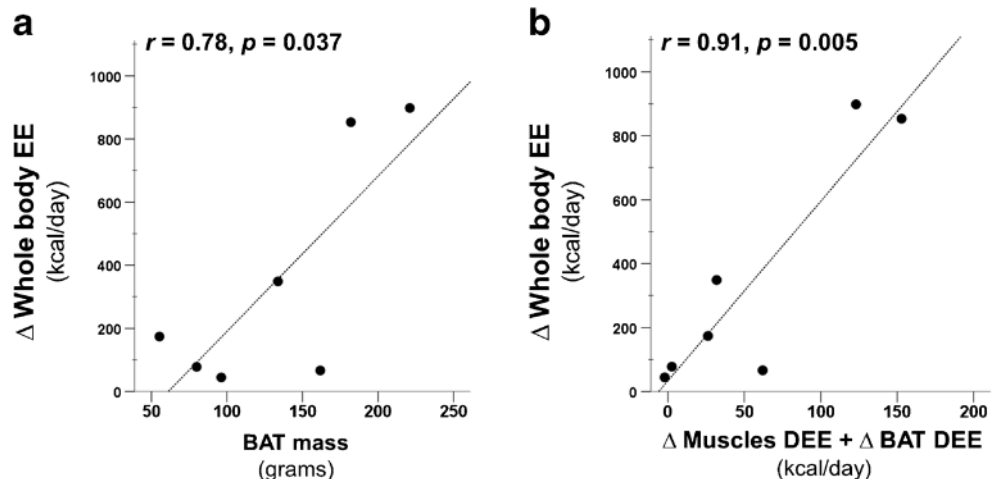 a
r = 0.78, p = 0.037
Δ Whole body EE
(kcal/day)
1000
800
600
400
200
0
50
100
150
200
250
BAT mass
(grams)
b
r = 0.91, p = 0.005
Δ Whole body EE
(kcal/day)
1000
800
600
400
200
0
0
50
100
150
200
Δ Muscles DEE + Δ BAT DEE
(kcal/day)